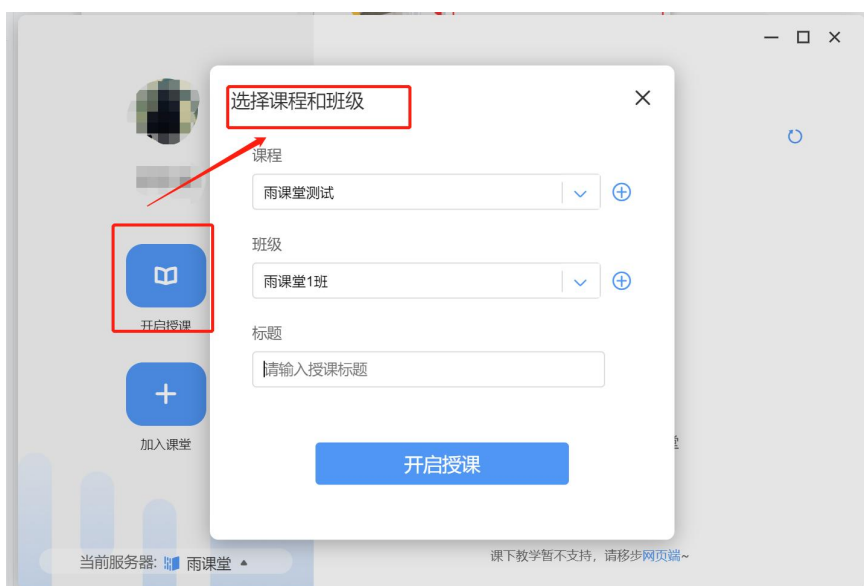 选择课程和班级
课程
雨课堂测试
班级
雨课堂1班
标题
请输入授课标题
开启授课
开启授课
加入课堂
当前服务器: 雨课堂
课下教学暂不支持，请移步网页端~